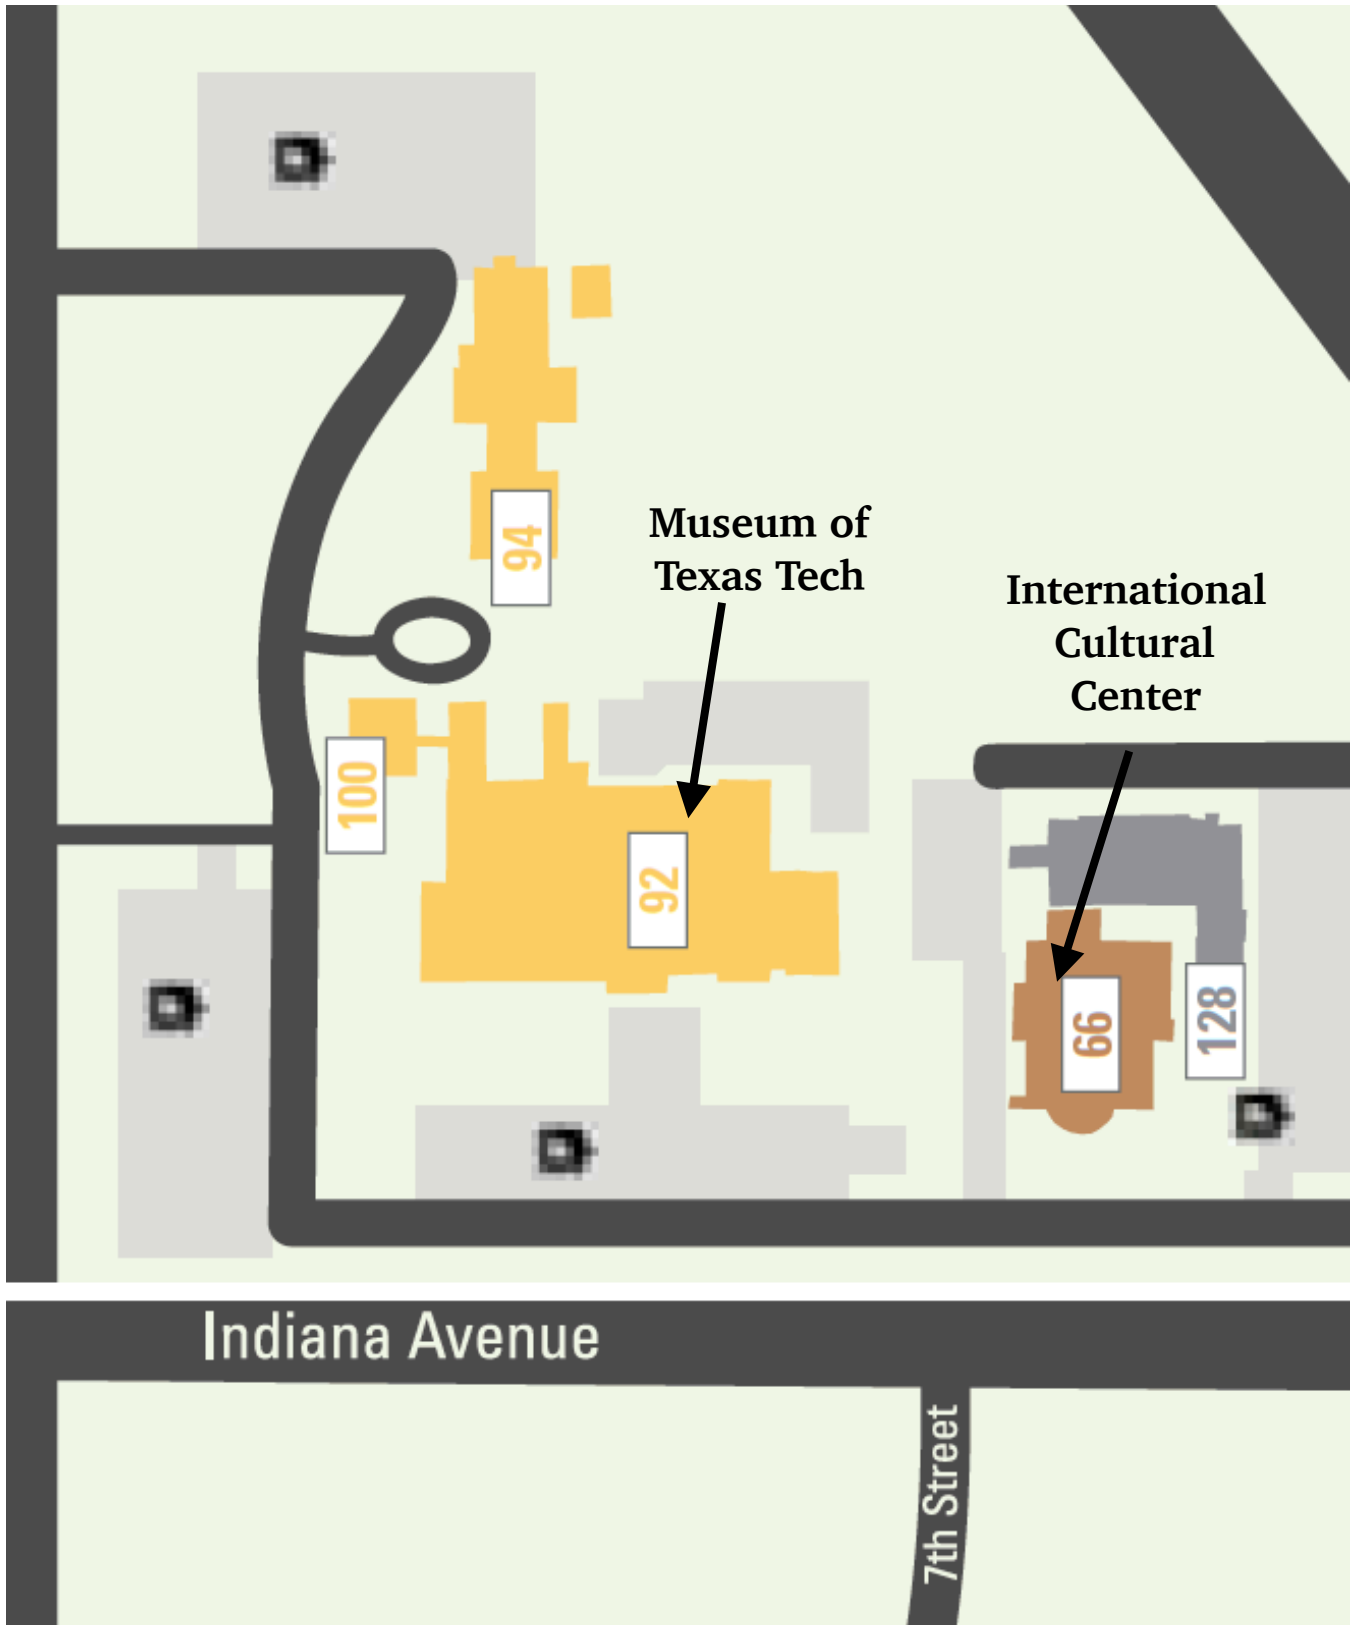 94
Museum of
Texas Tech
International
Cultural
Center
100
92
66
128
Indiana Avenue
7th Street